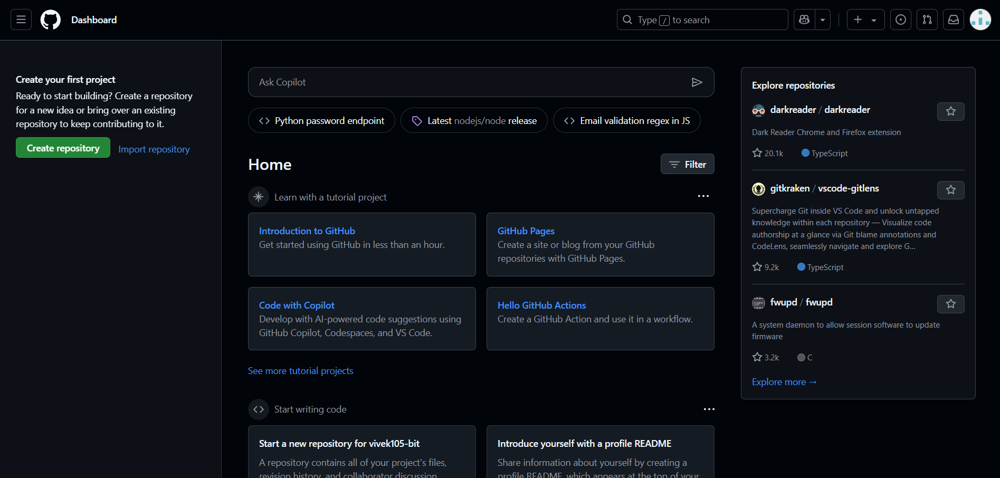 Dashboard
Type / to search
Create your first project
Ready to start building? Create a repository
for a new idea or bring over an existing
repository to keep contributing to it.
Create repository
Import repository
Ask Copilot
Python password endpoint
Latest nodejs/node release
Email validation regex in JS
Home
Filter
Learn with a tutorial project
Introduction to GitHub
Get started using GitHub in less than an hour.
GitHub Pages
Create a site or blog from your GitHub
repositories with GitHub Pages.
Code with Copilot
Develop with AI-powered code suggestions using
GitHub Copilot, Codespaces, and VS Code.
Hello GitHub Actions
Create a GitHub Action and use it in a workflow.
See more tutorial projects
Start writing code
Start a new repository for vivek105-bit
A repository contains all of your project's files,
revision history, and collaborator discussion.
Introduce yourself with a profile README
Share information about yourself by creating a
profile README, which appears at the top of your
Explore repositories
darkreader / darkreader
Dark Reader Chrome and Firefox extension
20.1k
TypeScript
gitkraken / vscode-gitlens
Supercharge Git inside VS Code and unlock untapped
knowledge within each repository — Visualize code
authorship at a glance via Git blame annotations and
CodeLens, seamlessly navigate and explore G...
9.2k
TypeScript
fwupd / fwupd
A system daemon to allow session software to update
firmware
3.2k
C
Explore more →